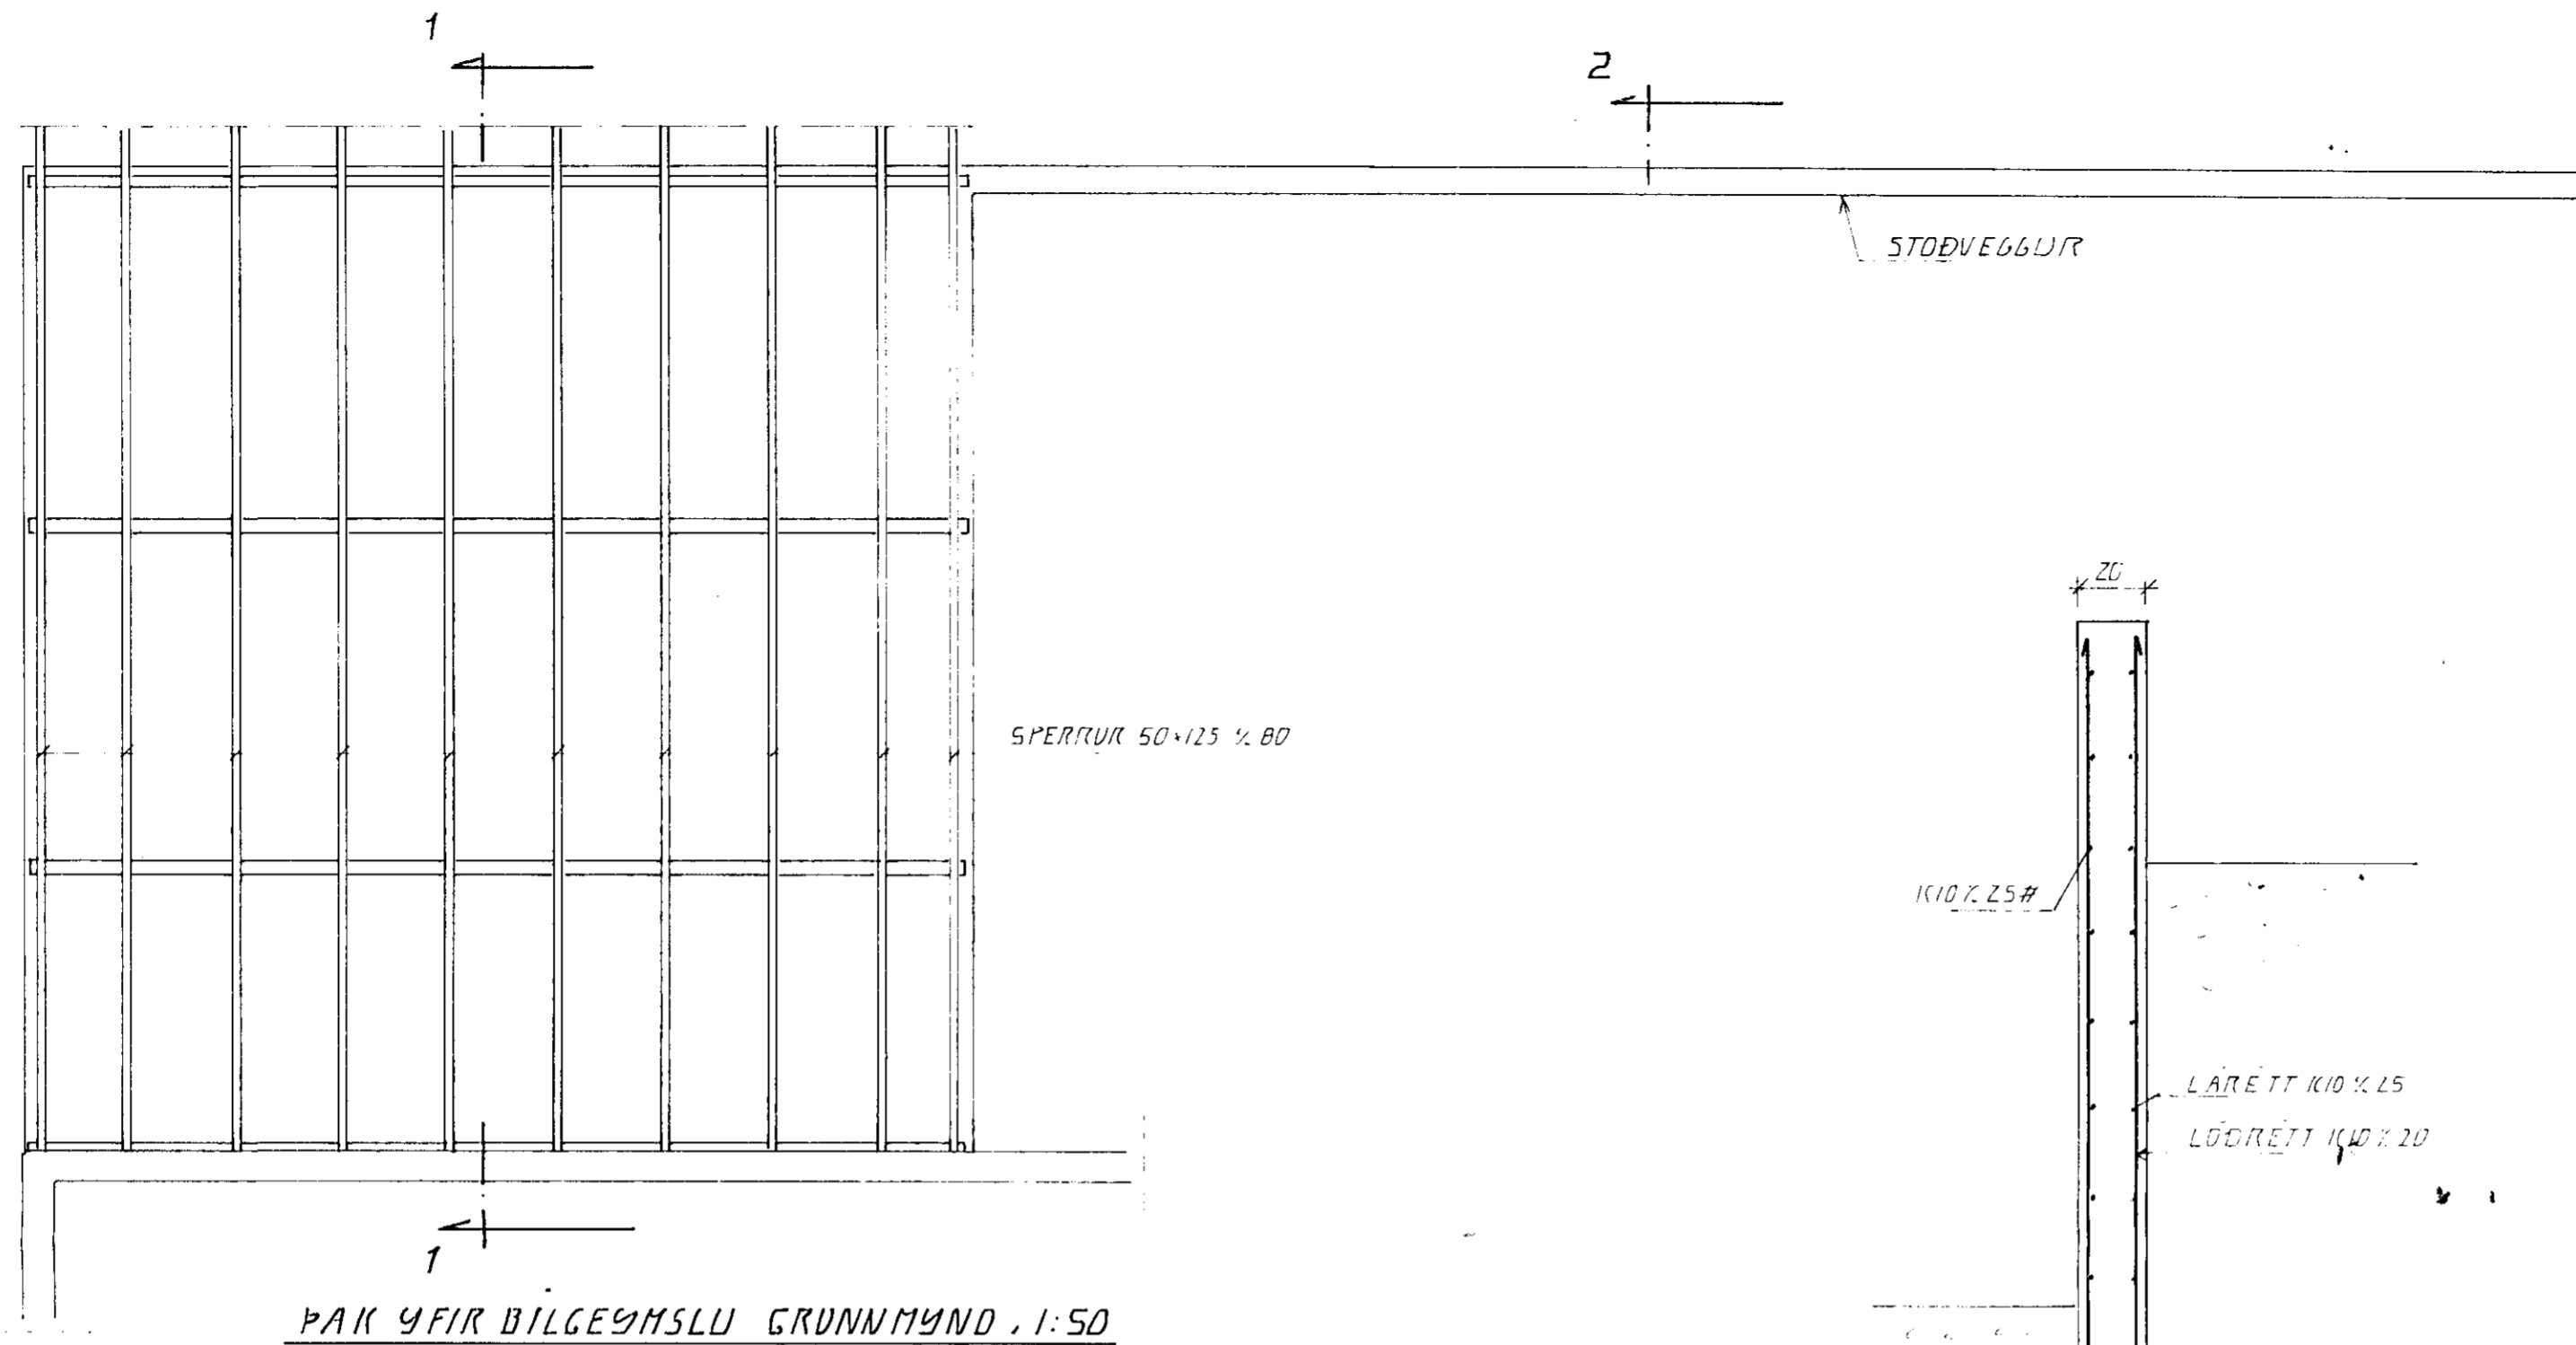 1
2
STOÐVEGGUR
20
SPERRUR 50×125 % 80
K10 % 25 #
LÁRÉTT K10 % 25
LÓÐRÉTT K10 % 20
1
ÞAK YFIR BÍLGEYMSLU GRUNNMYND . 1:50